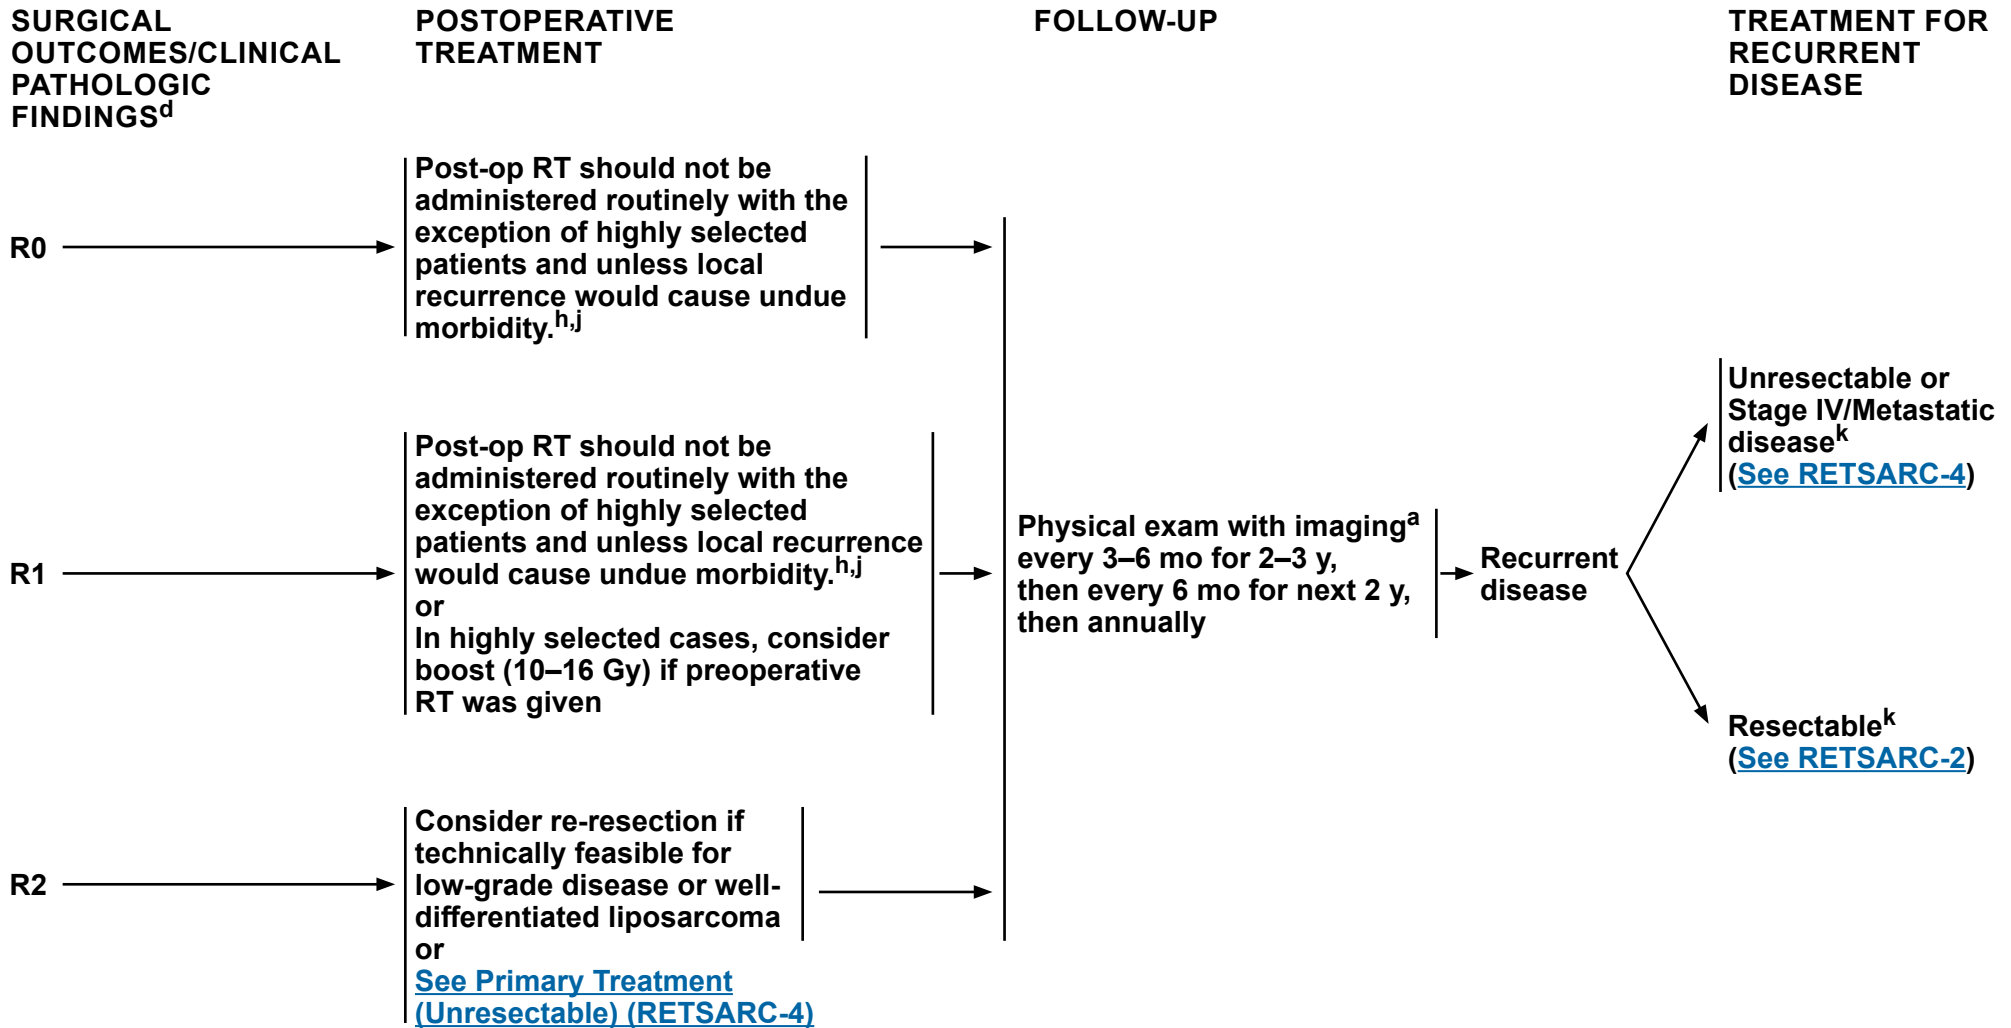 SURGICAL
OUTCOMES/CLINICAL
PATHOLOGIC
FINDINGSd
POSTOPERATIVE
TREATMENT
FOLLOW-UP
TREATMENT FOR
RECURRENT
DISEASE
R0
Post-op RT should not be
administered routinely with the
exception of highly selected
patients and unless local
recurrence would cause undue
morbidity.h,j
R1
Post-op RT should not be
administered routinely with the
exception of highly selected
patients and unless local recurrence
would cause undue morbidity.h,j
or
In highly selected cases, consider
boost (10–16 Gy) if preoperative
RT was given
R2
Consider re-resection if
technically feasible for
low-grade disease or well-
differentiated liposarcoma
or
See Primary Treatment
(Unresectable) (RETSARC-4)
Physical exam with imaginga
every 3–6 mo for 2–3 y,
then every 6 mo for next 2 y,
then annually
Recurrent
disease
Unresectable or
Stage IV/Metastatic
diseasek
(See RETSARC-4)
Resectablek
(See RETSARC-2)